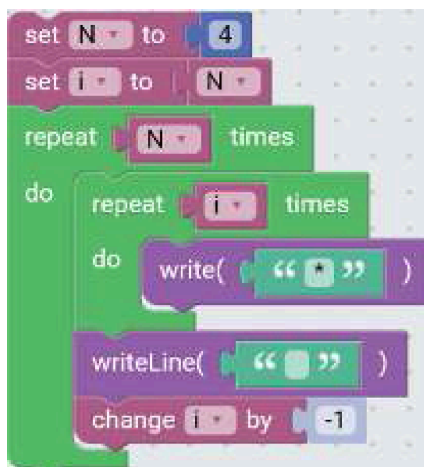 set N to 4
set i to N
repeat N times
do repeat i times
do write( “ * ” )
writeLine( “ ” )
change i by -1